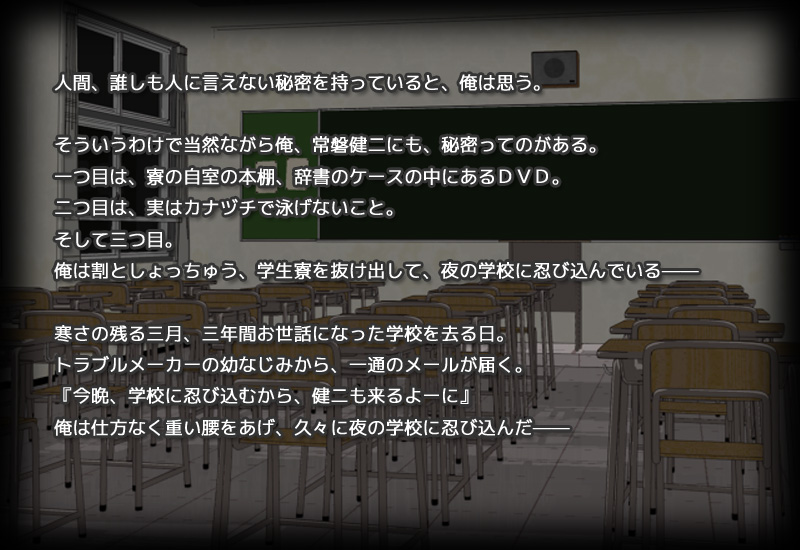 人間、誰しも人に言えない秘密を持っていると、俺は思う。
そういうわけで当然ながら俺、常磐健二にも、秘密ってのがある。
一つ目は、寮の自室の本棚、辞書のケースの中にあるＤＶＤ。
二つ目は、実はカナヅチで泳げないこと。
そして三つ目。
俺は割としょっちゅう、学生寮を抜け出して、夜の学校に忍び込んでいる――
寒さの残る三月、三年間お世話になった学校を去る日。
トラブルメーカーの幼なじみから、一通のメールが届く。
『今晩、学校に忍び込むから、健二も来るよーに』
俺は仕方なく重い腰をあげ、久々に夜の学校に忍び込んだ――